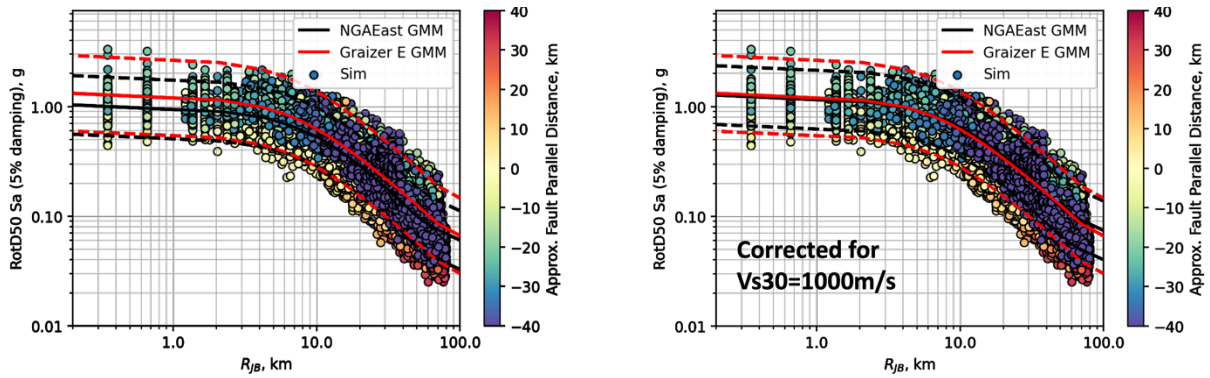 NGAEast GMM
Graizer E GMM
Sim
RotD50 Sa (5% damping), g
1.00
0.10
0.01
1.0
10.0
100.0
R_JB, km
40
30
20
10
0
−10
−20
−30
−40
Approx. Fault Parallel Distance, km
NGAEast GMM
Graizer E GMM
Sim
RotD50 Sa (5% damping), g
1.00
0.10
0.01
Corrected for
Vs30=1000m/s
1.0
10.0
100.0
R_JB, km
40
30
20
10
0
−10
−20
−30
−40
Approx. Fault Parallel Distance, km